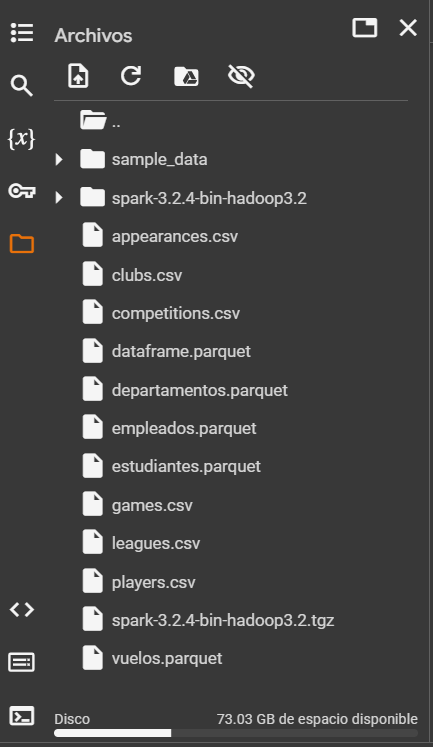 Archivos
{x}
..
sample_data
spark-3.2.4-bin-hadoop3.2
appearances.csv
clubs.csv
competitions.csv
dataframe.parquet
departamentos.parquet
empleados.parquet
estudiantes.parquet
games.csv
leagues.csv
players.csv
spark-3.2.4-bin-hadoop3.2.tgz
vuelos.parquet
Disco 73.03 GB de espacio disponible